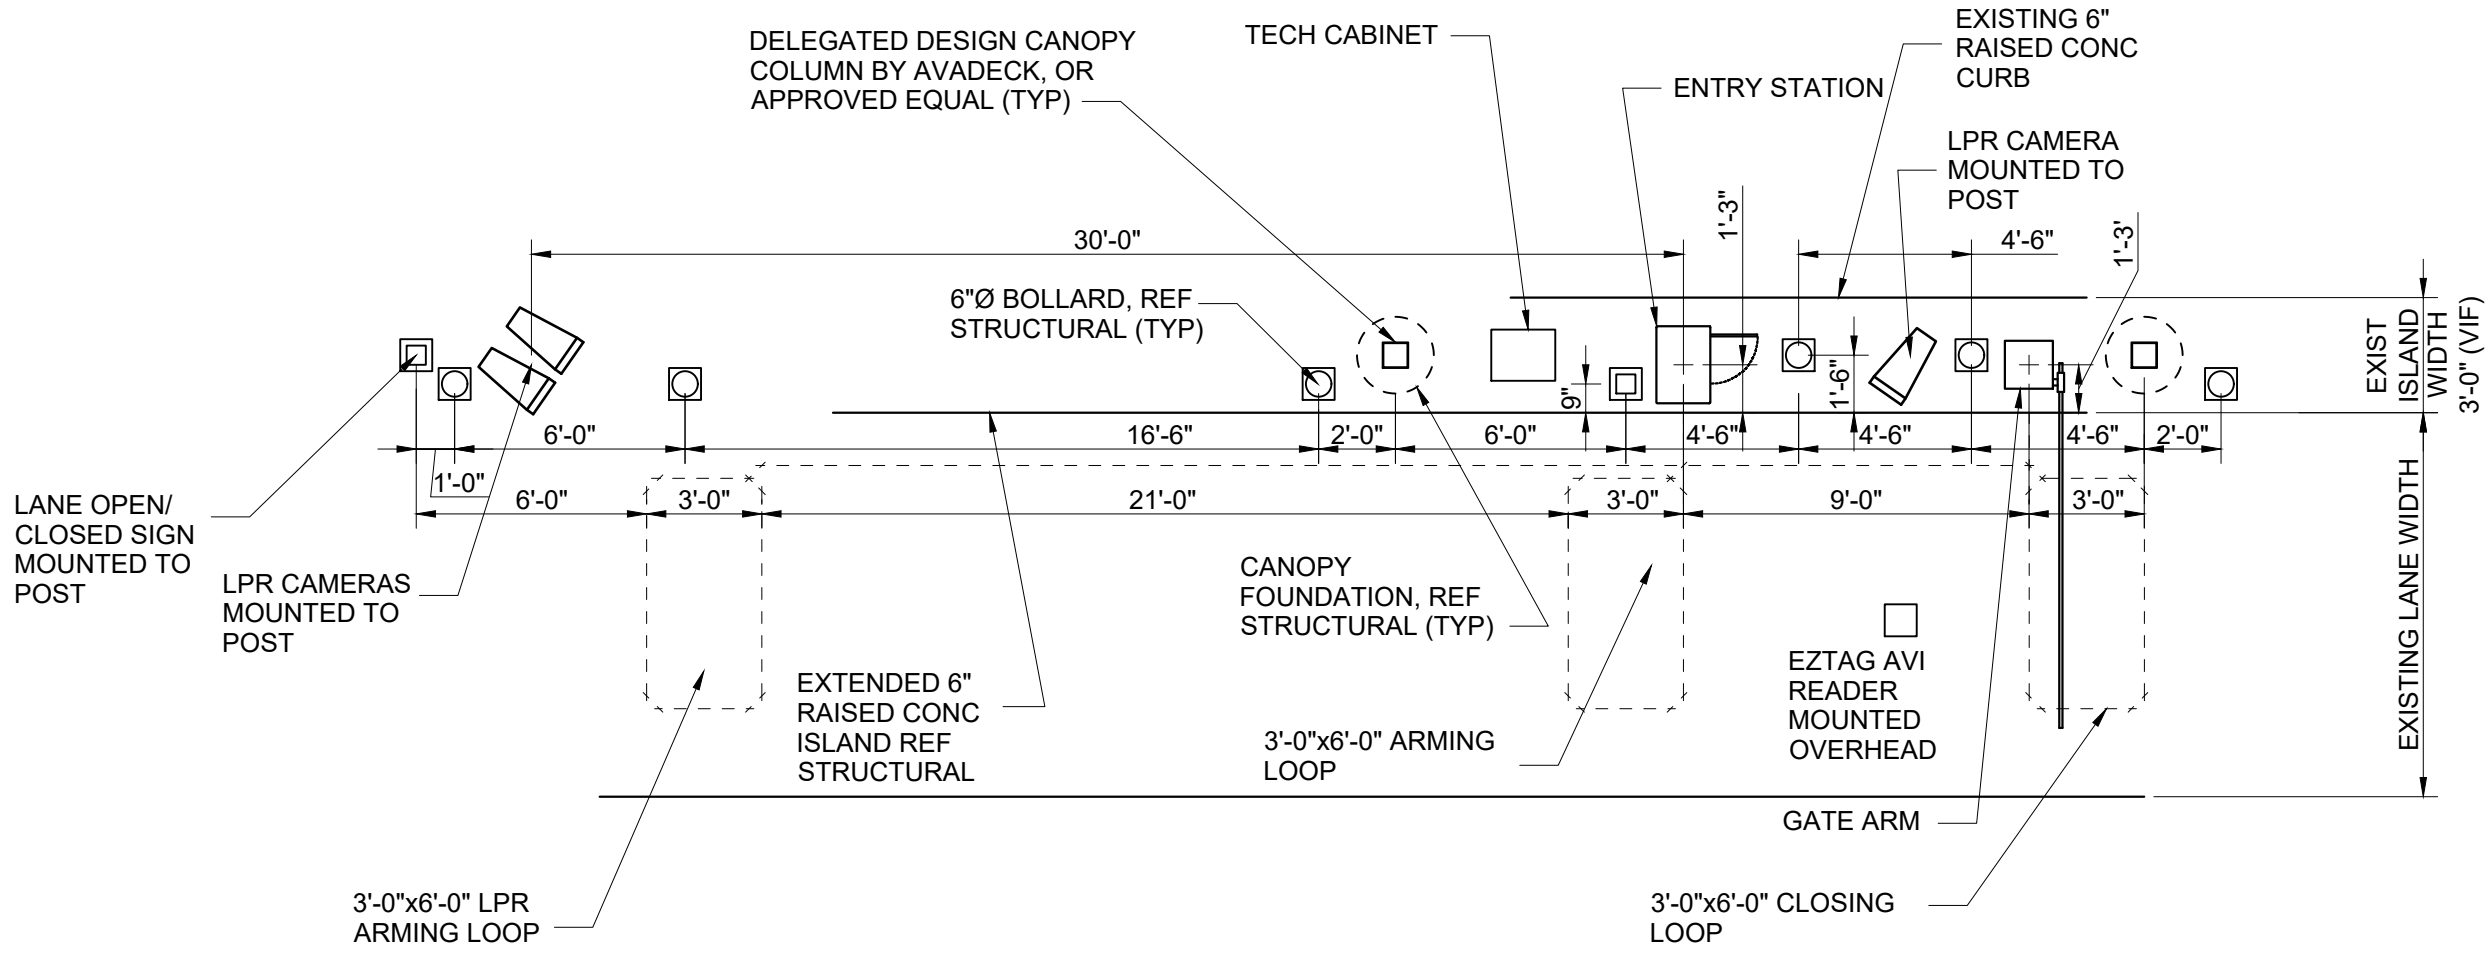 DELEGATED DESIGN CANOPY
COLUMN BY AVADECK, OR
APPROVED EQUAL (TYP)
TECH CABINET
ENTRY STATION
EXISTING 6"
RAISED CONC
CURB
LPR CAMERA
MOUNTED TO
POST
30'-0"
1'-3"
4'-6"
1'-3'
6"Ø BOLLARD, REF
STRUCTURAL (TYP)
9"
1'-6"
EXIST
ISLAND
WIDTH
3'-0" (VIF)
6'-0"
16'-6"
2'-0"
6'-0"
4'-6"
4'-6"
4'-6"
2'-0"
1'-0"
6'-0"
3'-0"
21'-0"
3'-0"
9'-0"
3'-0"
EXISTING LANE WIDTH
LANE OPEN/
CLOSED SIGN
MOUNTED TO
POST
LPR CAMERAS
MOUNTED TO
POST
CANOPY
FOUNDATION, REF
STRUCTURAL (TYP)
EXTENDED 6"
RAISED CONC
ISLAND REF
STRUCTURAL
3'-0"x6'-0" ARMING
LOOP
EZTAG AVI
READER
MOUNTED
OVERHEAD
GATE ARM
3'-0"x6'-0" LPR
ARMING LOOP
3'-0"x6'-0" CLOSING
LOOP